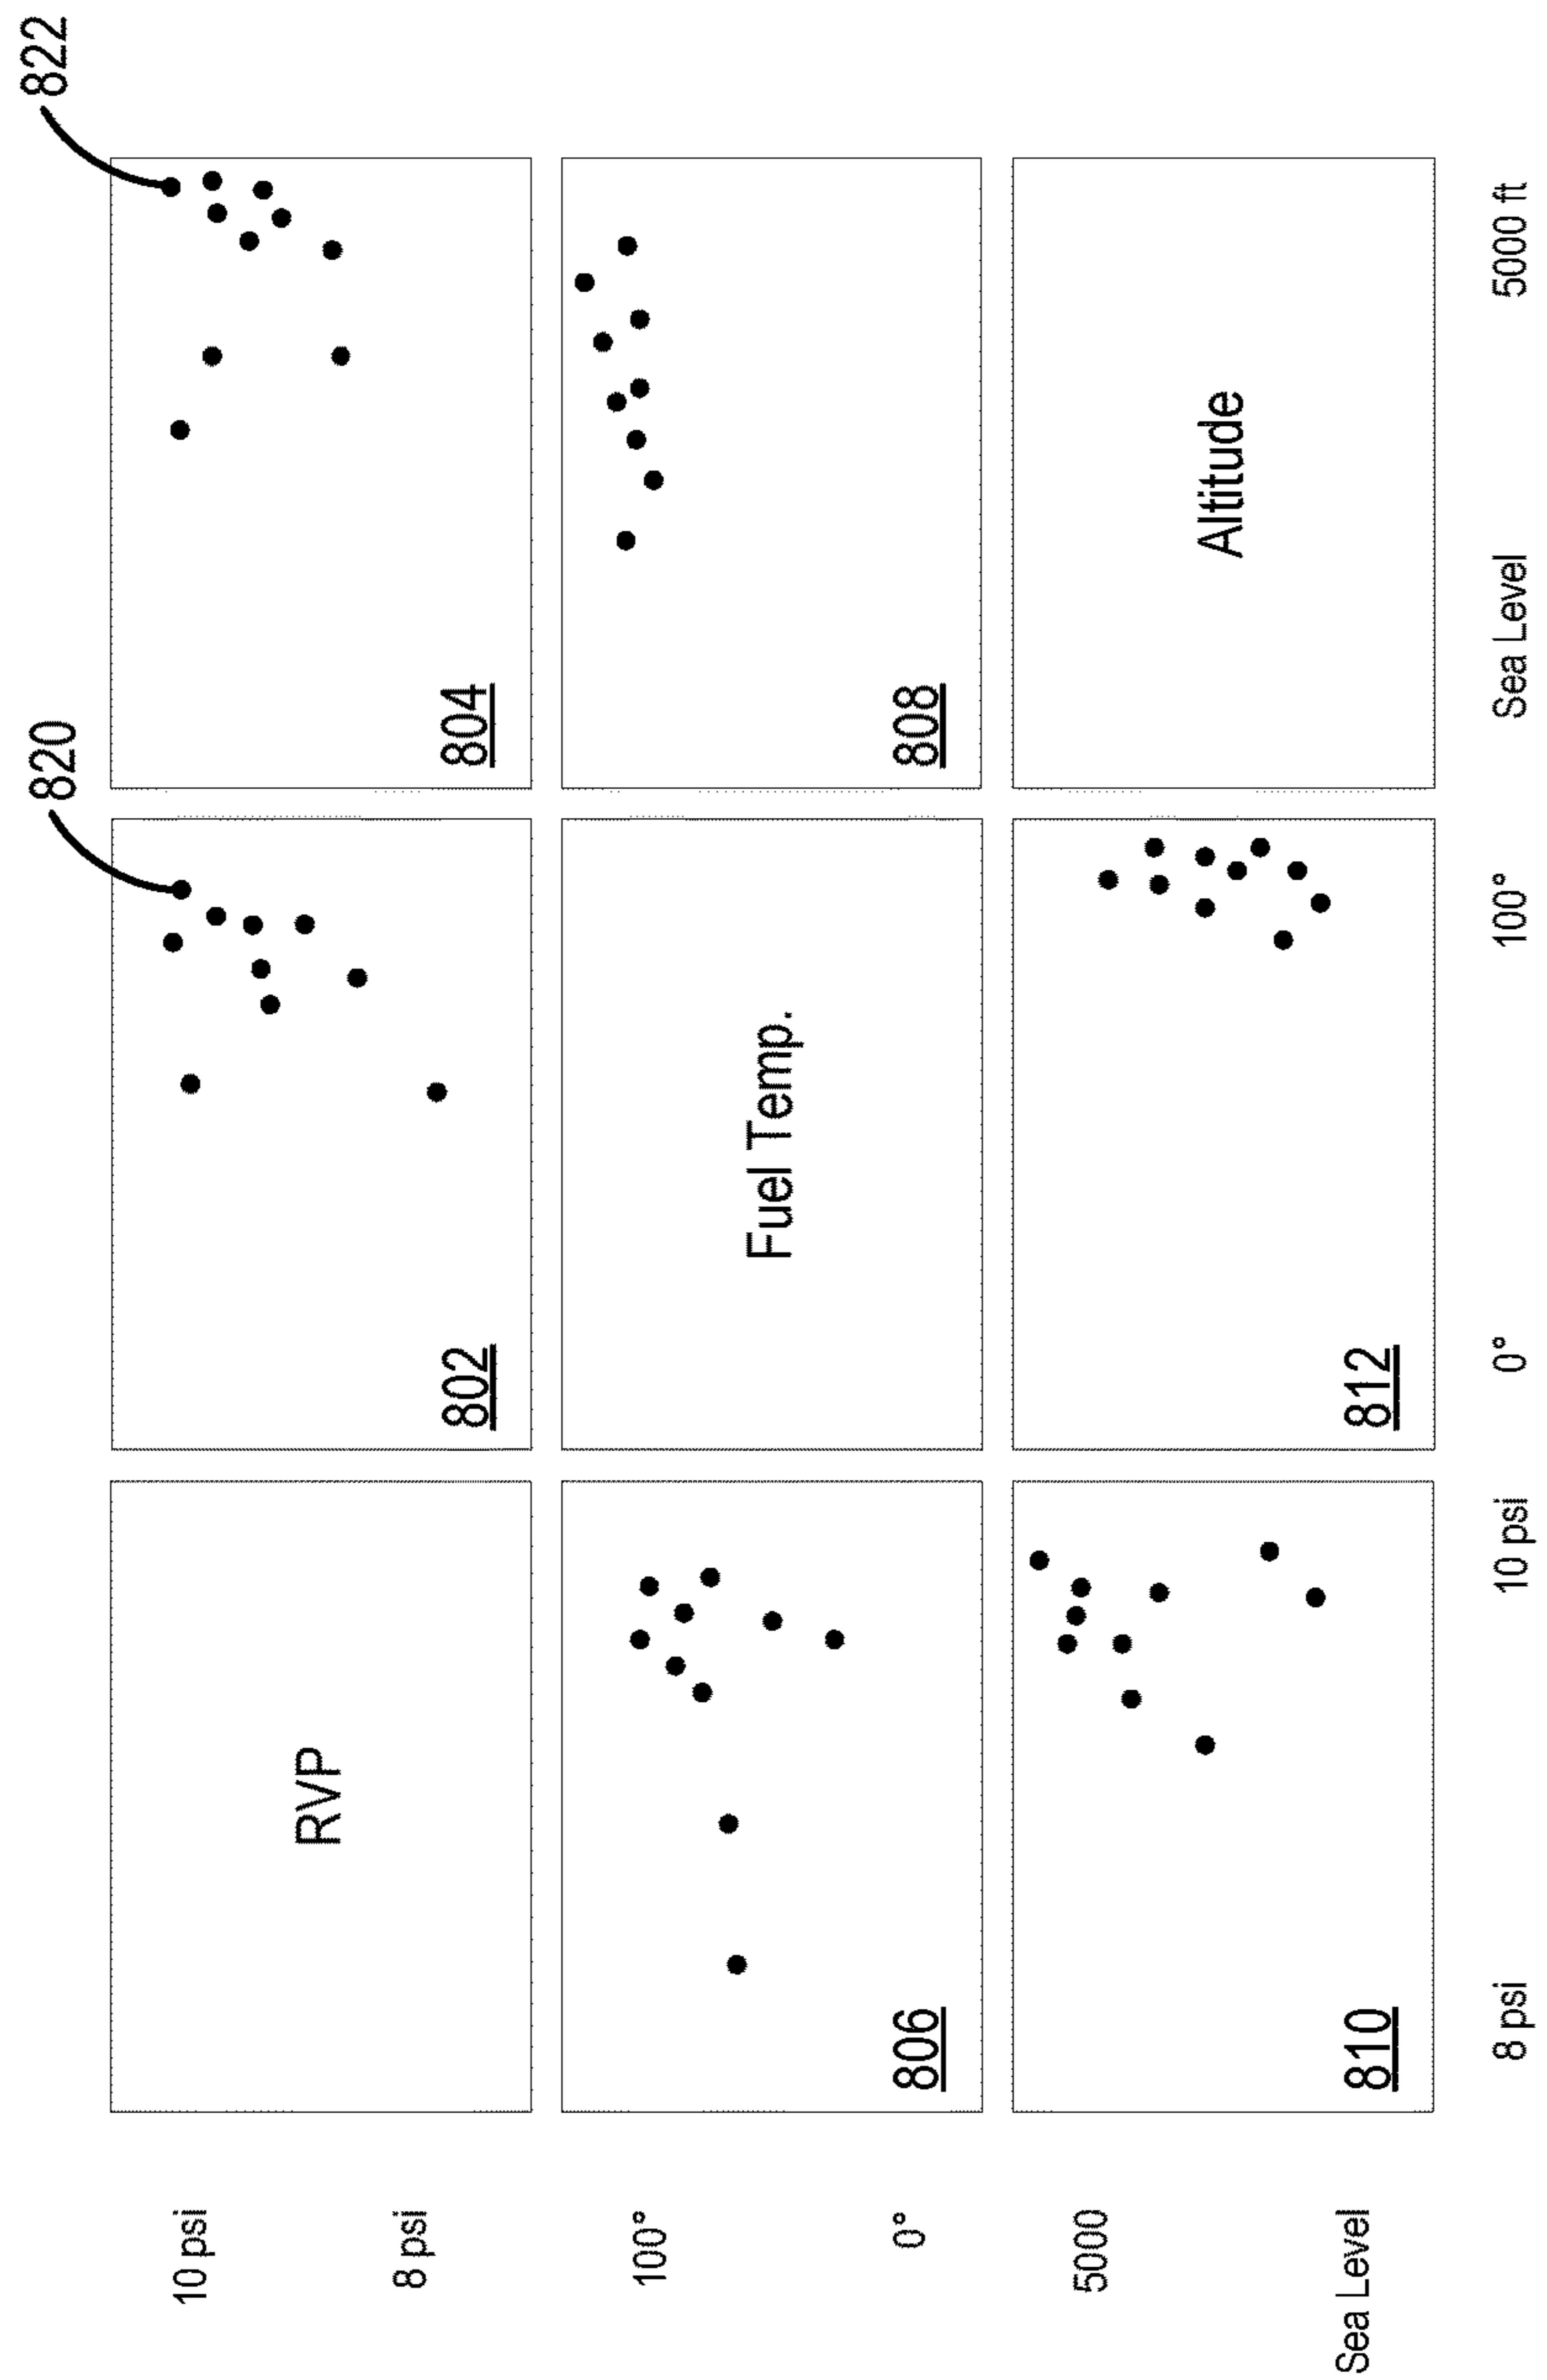 820
822
10 psi
8 psi
RVP
802
804
100°
0°
806
Fuel Temp.
808
5000
Sea Level
810
812
Altitude
8 psi
10 psi
0°
100°
Sea Level
5000 ft